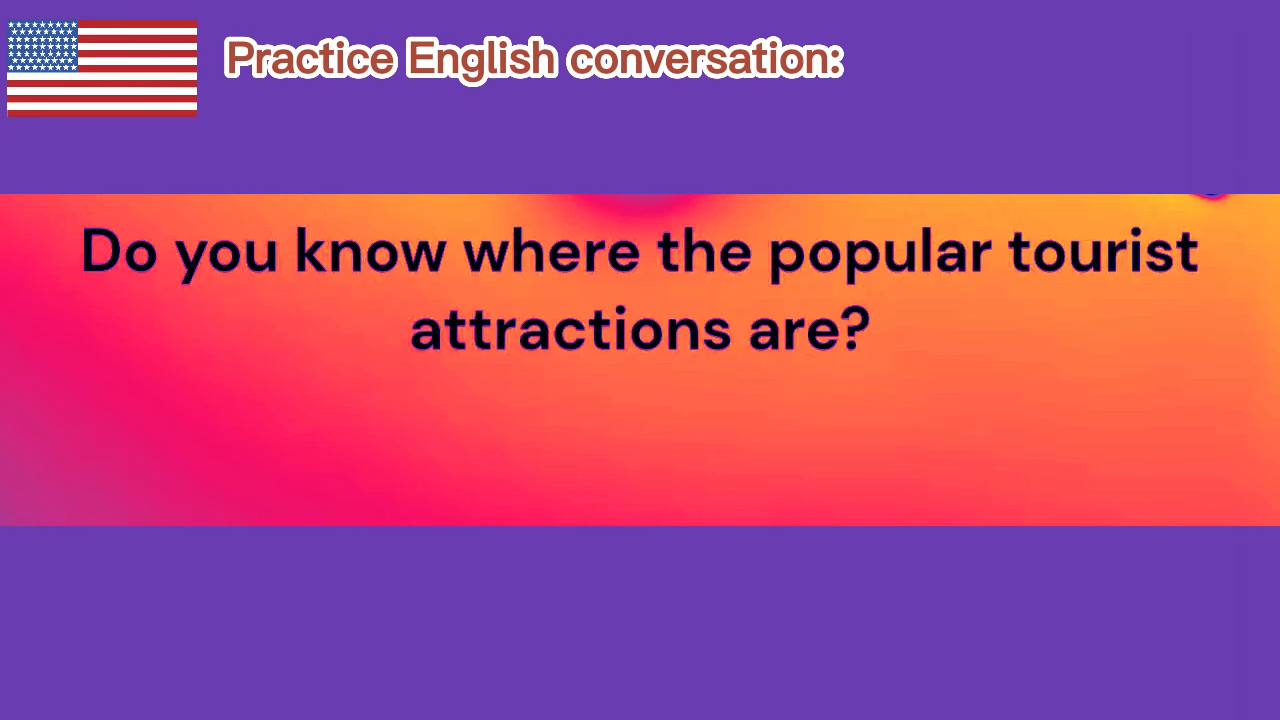 Practice English conversation:
Do you know where the popular tourist
attractions are?